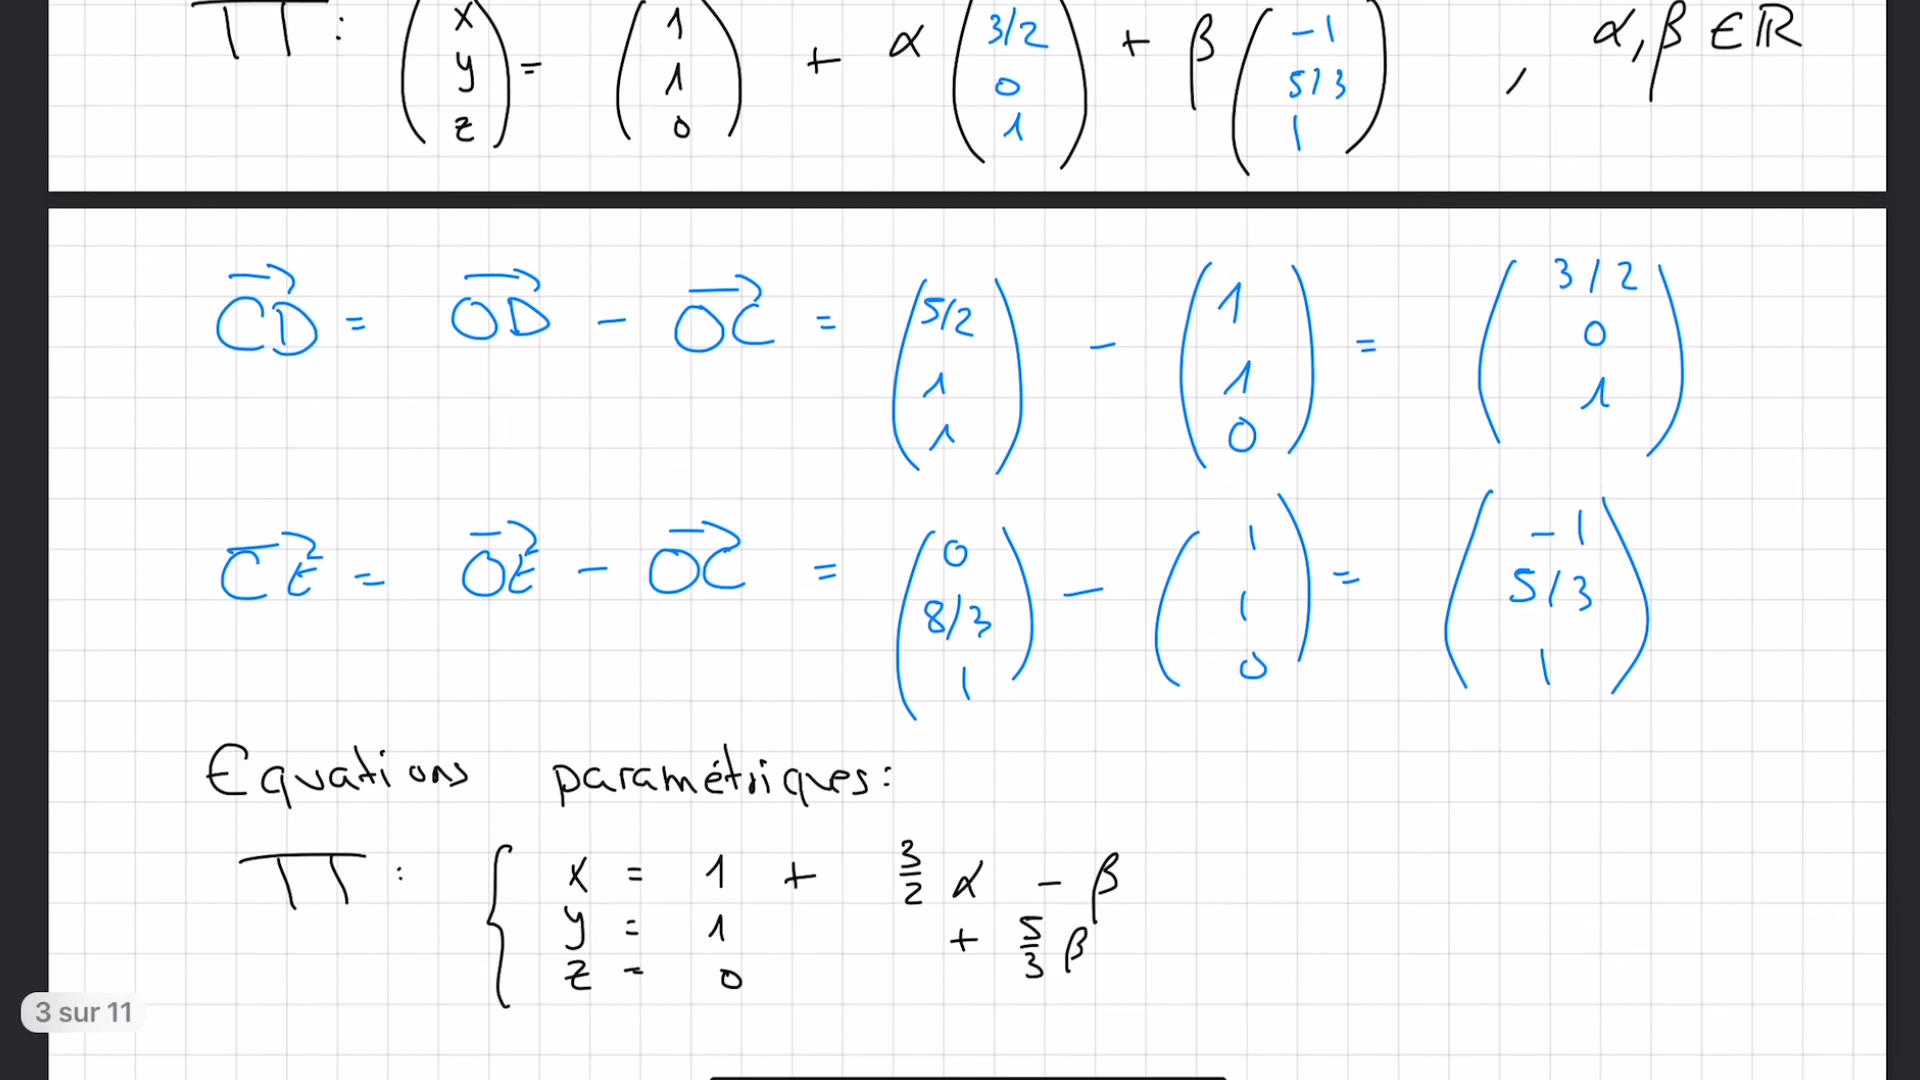 Π : (x y z) = (1 1 0) + α (3/2 0 1) + β (-1 5/3 1) , α, β ∈ ℝ
CD⃗ = OD⃗ - OC⃗ = (5/2 1 1) - (1 1 0) = (3/2 0 1)
CE⃗ = OE⃗ - OC⃗ = (0 8/3 1) - (1 1 0) = (-1 5/3 1)
Equations paramétriques:
Π : { x = 1 + 3/2 α - β
y = 1 + 5/3 β
z = 0
3 sur 11